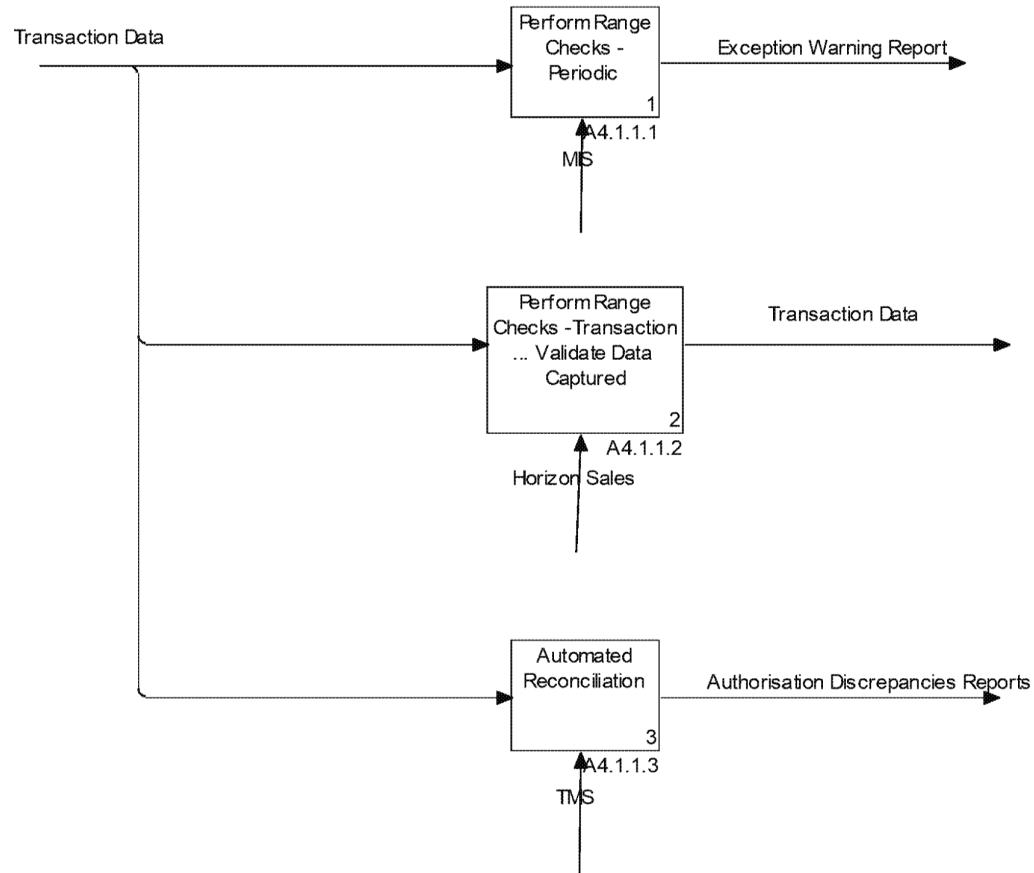 Transaction Data
Perform Range
Checks -
Periodic
1
Exception Warning Report
A4.1.1.1
MIS
Perform Range
Checks -Transaction
... Validate Data
Captured
2
Transaction Data
A4.1.1.2
Horizon Sales
Automated
Reconciliation
3
Authorisation Discrepancies Reports
A4.1.1.3
TMS